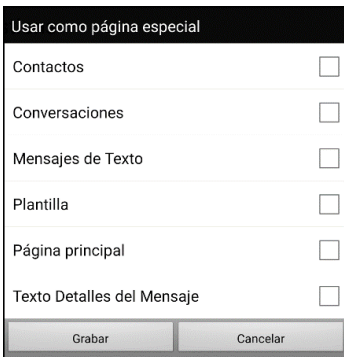 Usar como página especial
Contactos
Conversaciones
Mensajes de Texto
Plantilla
Página principal
Texto Detalles del Mensaje
Grabar Cancelar